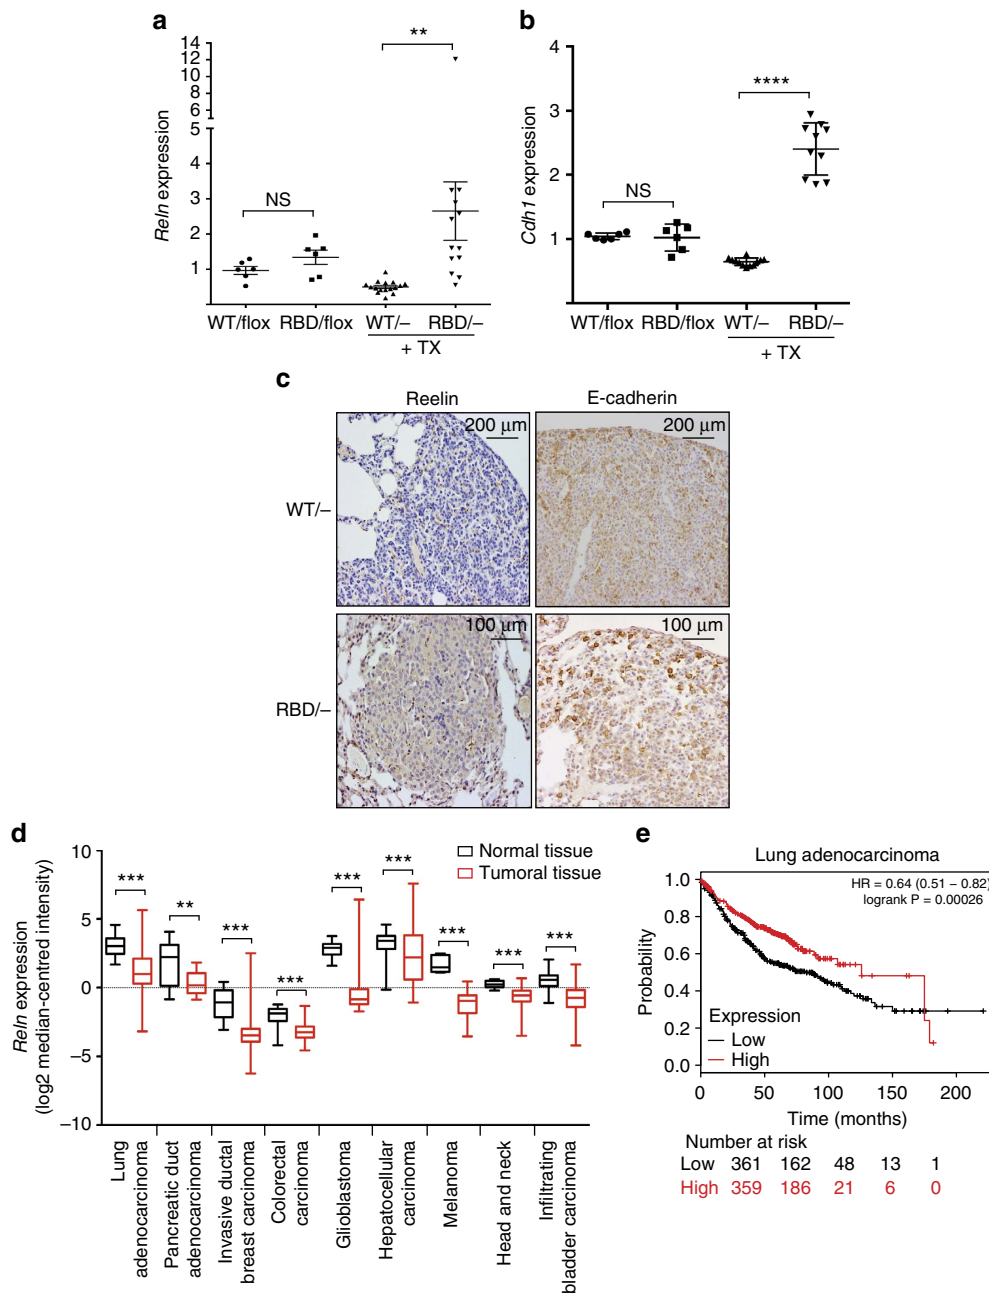 a
Reln expression
14
12
10
8
6
5
4
3
2
1
**
NS
WT/flox
RBD/flox
WT/–
RBD/–
+ TX
b
Cdh1 expression
4
3
2
1
0
****
NS
WT/flox
RBD/flox
WT/–
RBD/–
+ TX
c
Reelin
E-cadherin
WT/–
200 µm
200 µm
RBD/–
100 µm
100 µm
d
Reln expression
(log2 median-centred intensity)
10
5
0
−5
−10
Normal tissue
Tumoral tissue
***
**
***
***
***
***
***
***
***
Lung
adenocarcinoma
Pancreatic duct
adenocarcinoma
Invasive ductal
breast carcinoma
Colorectal
carcinoma
Glioblastoma
Hepatocellular
carcinoma
Melanoma
Head and neck
Infiltrating
bladder carcinoma
e
Lung adenocarcinoma
HR = 0.64 (0.51 − 0.82)
logrank P = 0.00026
Probability
1.0
0.8
0.6
0.4
0.2
0.0
Expression
Low
High
0 50 100 150 200
Time (months)
Number at risk
Low 361 162 48 13 1
High 359 186 21 6 0